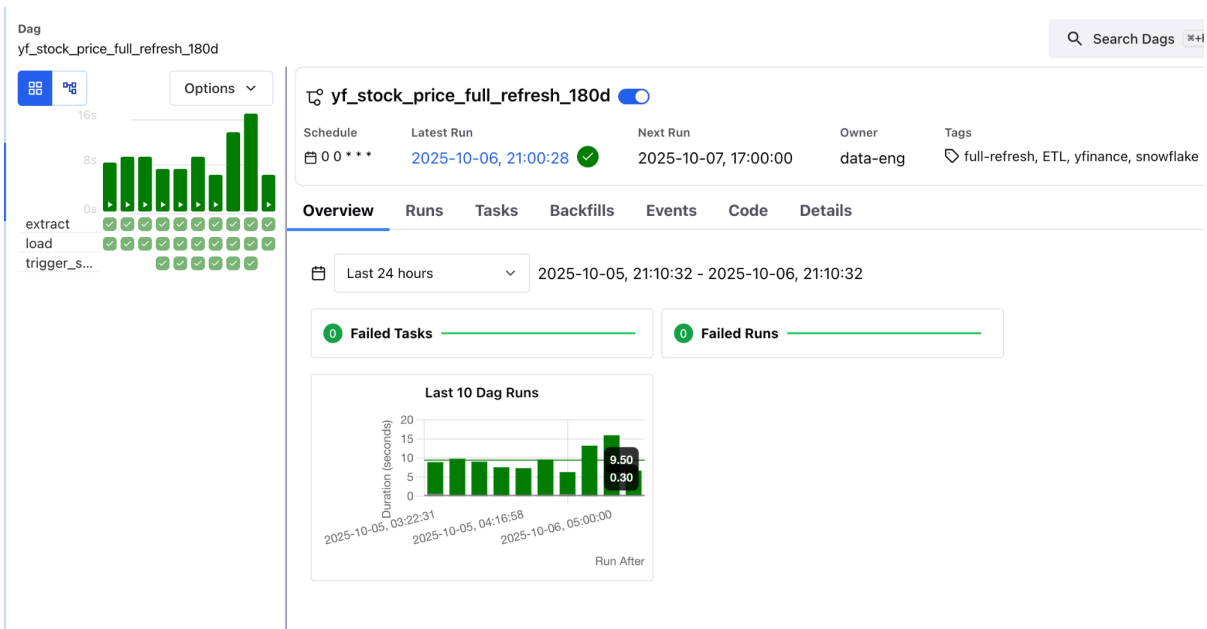 Dag
yf_stock_price_full_refresh_180d
Search Dags
Options
16s
8s
0s
extract
load
trigger_s...
yf_stock_price_full_refresh_180d
Schedule
Latest Run
Next Run
Owner
Tags
0 0 * * *
2025-10-06, 21:00:28
2025-10-07, 17:00:00
data-eng
full-refresh, ETL, yfinance, snowflake
Overview
Runs
Tasks
Backfills
Events
Code
Details
Last 24 hours
2025-10-05, 21:10:32 - 2025-10-06, 21:10:32
0 Failed Tasks
0 Failed Runs
Last 10 Dag Runs
Duration (seconds)
20
15
10
5
0
9.50
0.30
2025-10-05, 03:22:31
2025-10-05, 04:16:58
2025-10-06, 05:00:00
Run After